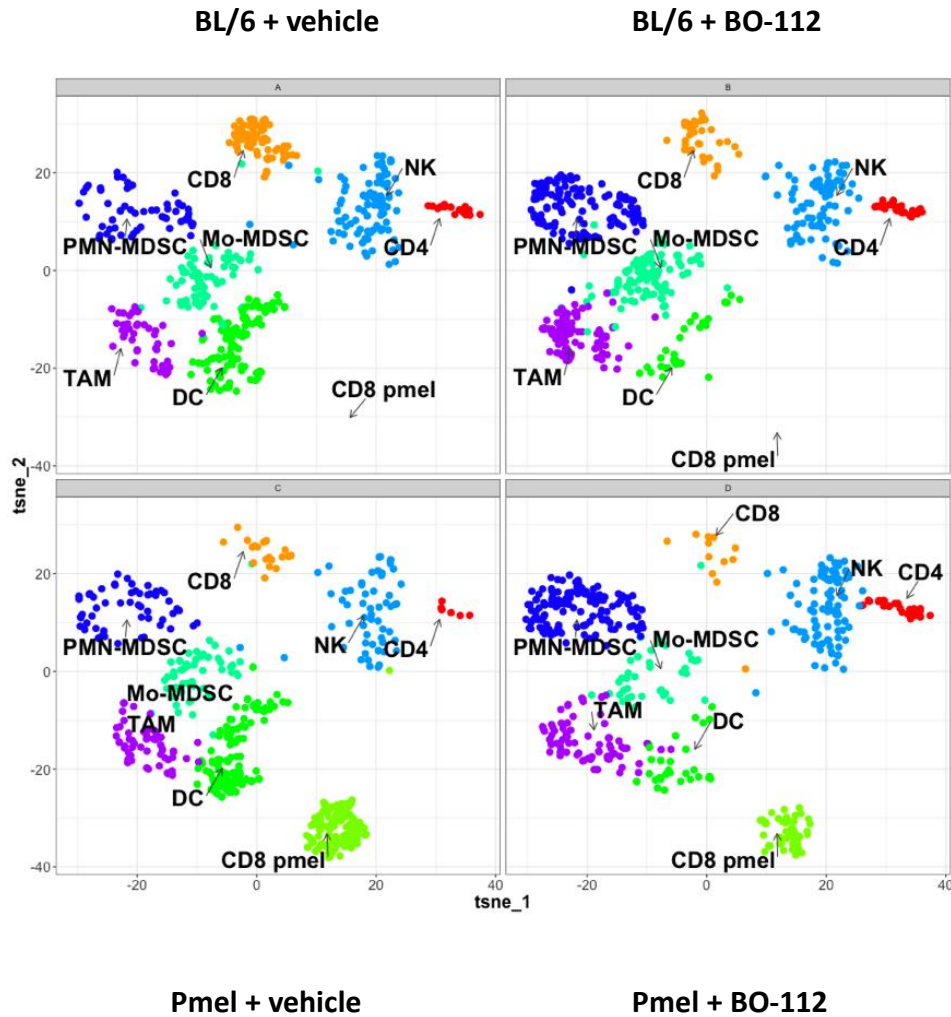 BL/6 + vehicle
BL/6 + BO-112
A
B
CD8
NK
PMN-MDSC
Mo-MDSC
CD4
TAM
DC
CD8 pmel
CD8
NK
PMN-MDSC
Mo-MDSC
CD4
TAM
DC
CD8 pmel
20
0
-20
-40
tsne_2
C
D
CD8
PMN-MDSC
NK
CD4
Mo-MDSC
TAM
DC
CD8 pmel
CD8
NK
CD4
PMN-MDSC
Mo-MDSC
TAM
DC
CD8 pmel
20
0
-20
-40
-20
0
20
40
-20
0
20
40
tsne_1
Pmel + vehicle
Pmel + BO-112